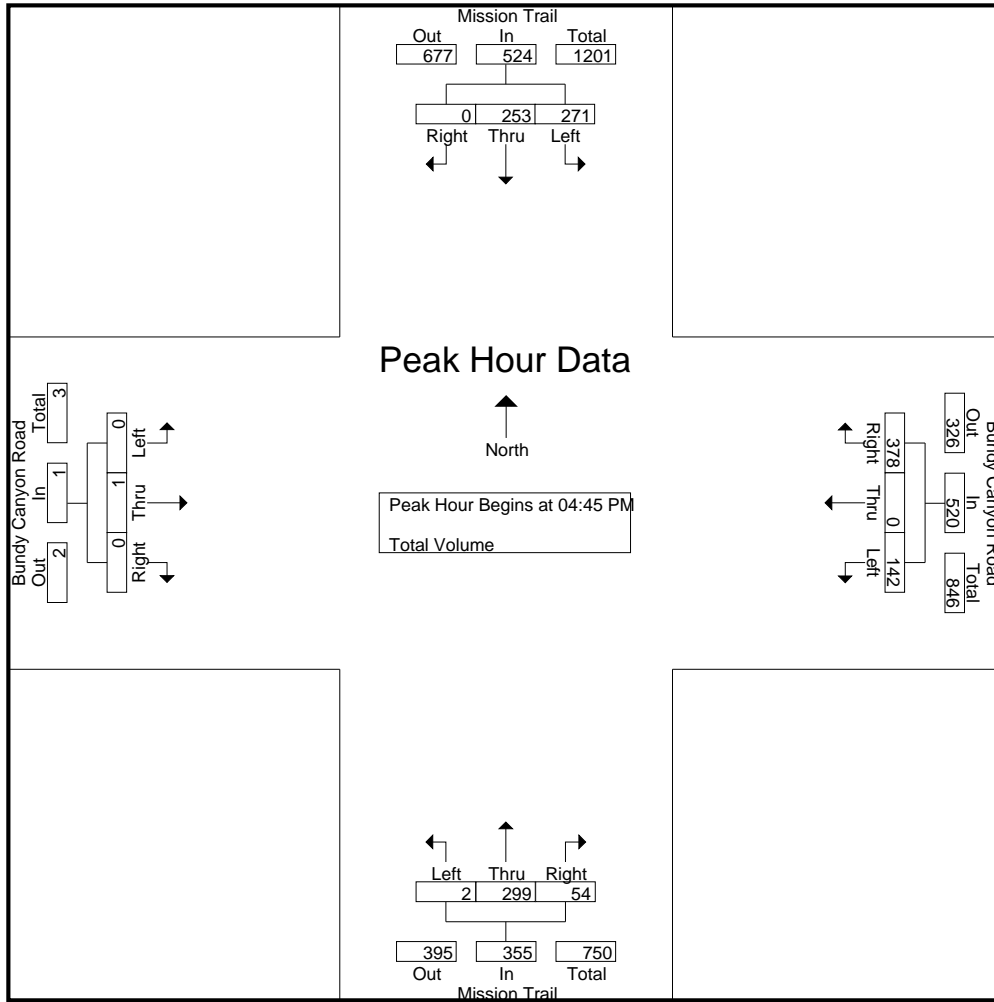 Mission Trail
Out In Total
677 524 1201
0 253 271
Right Thru Left
Peak Hour Data
North
Peak Hour Begins at 04:45 PM
Total Volume
Bundy Canyon Road
Total In Out
3 1 2
0 1 0
Left Thru Right
Bundy Canyon Road
Out In Total
326 520 846
Right Thru Left
378 0 142
Left Thru Right
2 299 54
395 355 750
Out In Total
Mission Trail